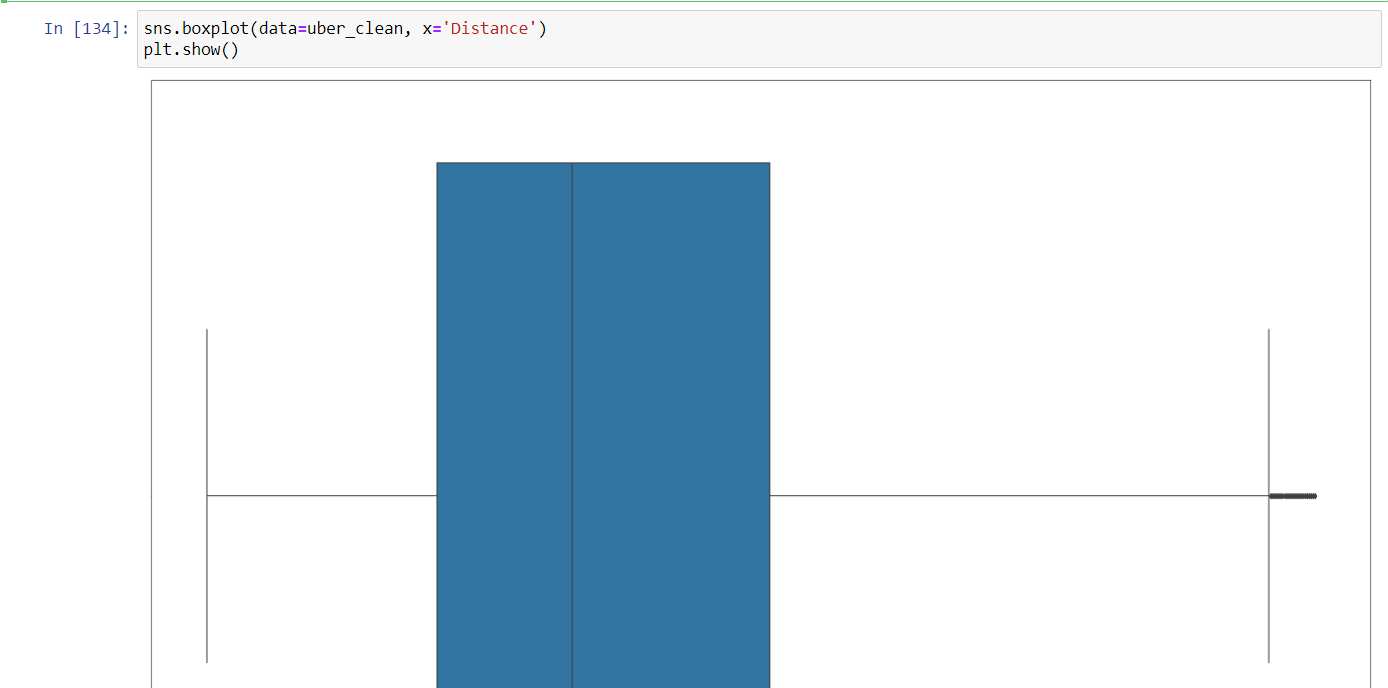 In [134]: sns.boxplot(data=uber_clean, x='Distance')
plt.show()